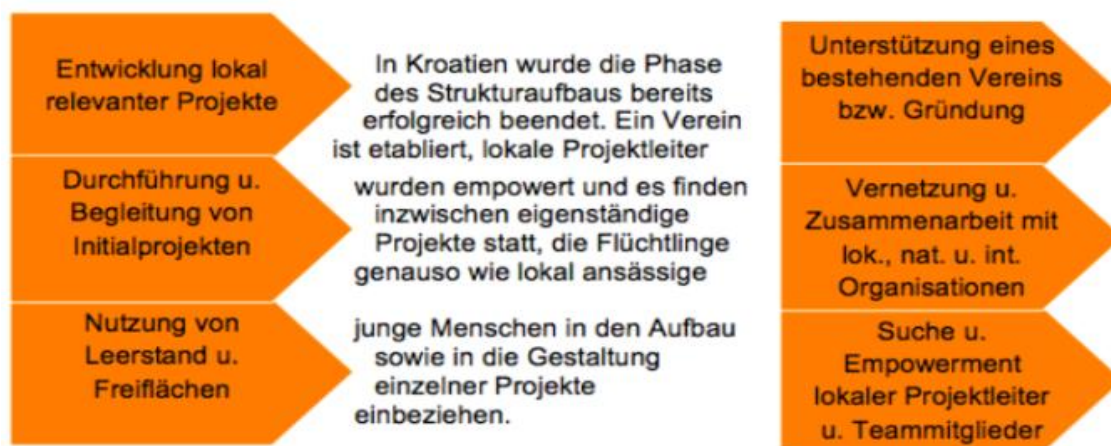 Entwicklung lokal
relevanter Projekte
Durchführung u.
Begleitung von
Initialprojekten
Nutzung von
Leerstand u.
Freiflächen
In Kroatien wurde die Phase
des Strukturaufbaus bereits
erfolgreich beendet. Ein Verein
ist etabliert, lokale Projektleiter
wurden empowert und es finden
inzwischen eigenständige
Projekte statt, die Flüchtlinge
genauso wie lokal ansässige
junge Menschen in den Aufbau
sowie in die Gestaltung
einzelner Projekte
einbeziehen.
Unterstützung eines
bestehenden Vereins
bzw. Gründung
Vernetzung u.
Zusammenarbeit mit
lok., nat. u. int.
Organisationen
Suche u.
Empowerment
lokaler Projektleiter
u. Teammitglieder